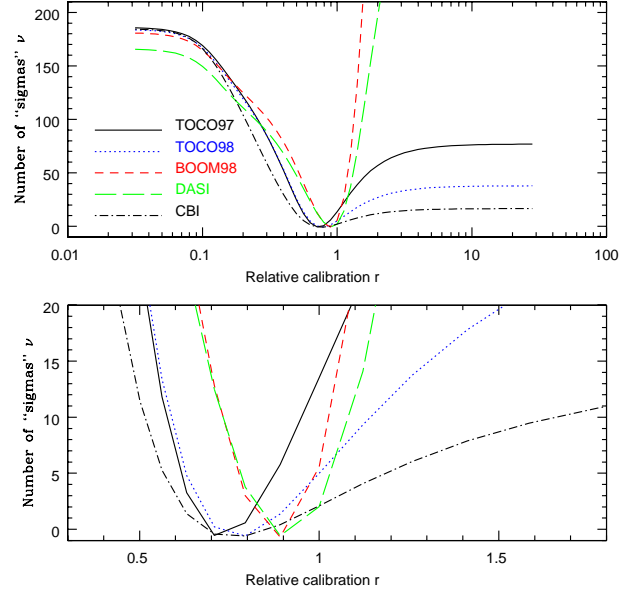 200
150
100
50
0
Number of "sigmas" ν
TOCO97
TOCO98
BOOM98
DASI
CBI
0.01
0.1
1
10
100
Relative calibration r
20
15
10
5
0
Number of "sigmas" ν
0.5
1
1.5
Relative calibration r